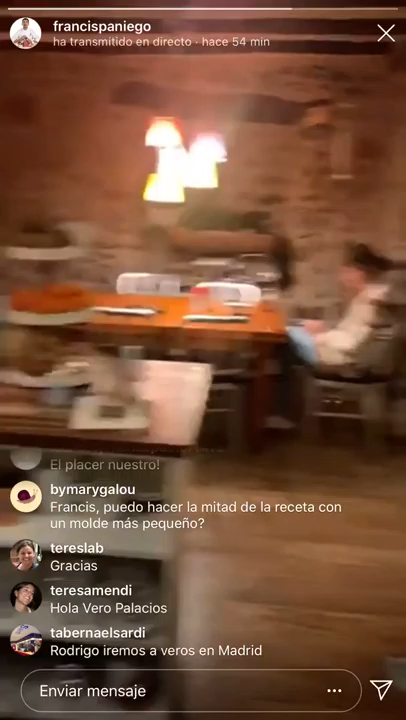 francispaniego
ha transmitido en directo · hace 54 min
El placer nuestro!
bymarygalou
Francis, puedo hacer la mitad de la receta con
un molde más pequeño?
tereslab
Gracias
teresamendi
Hola Vero Palacios
tabernaelsardi
Rodrigo iremos a veros en Madrid
Enviar mensaje